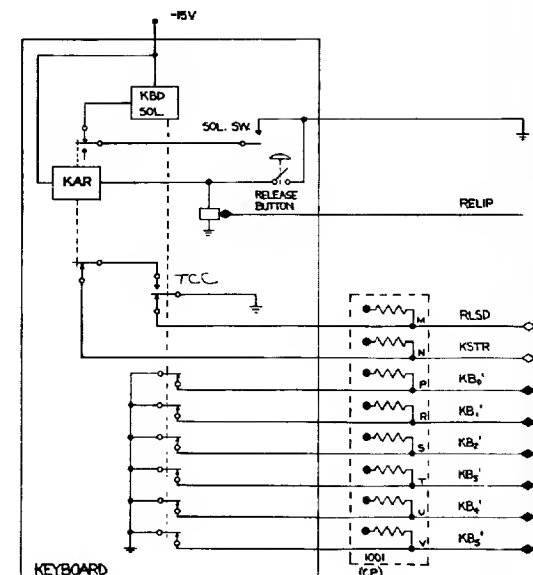 -15V
KBD
SOL.
SOL. SW.
KAR
RELEASE
BUTTON
RELIP
TCC
M RLSD
N KSTR
P KB₀'
R KB₁'
S KB₂'
T KB₃'
U KB₄'
V KB₅'
1001
(CP)
KEYBOARD